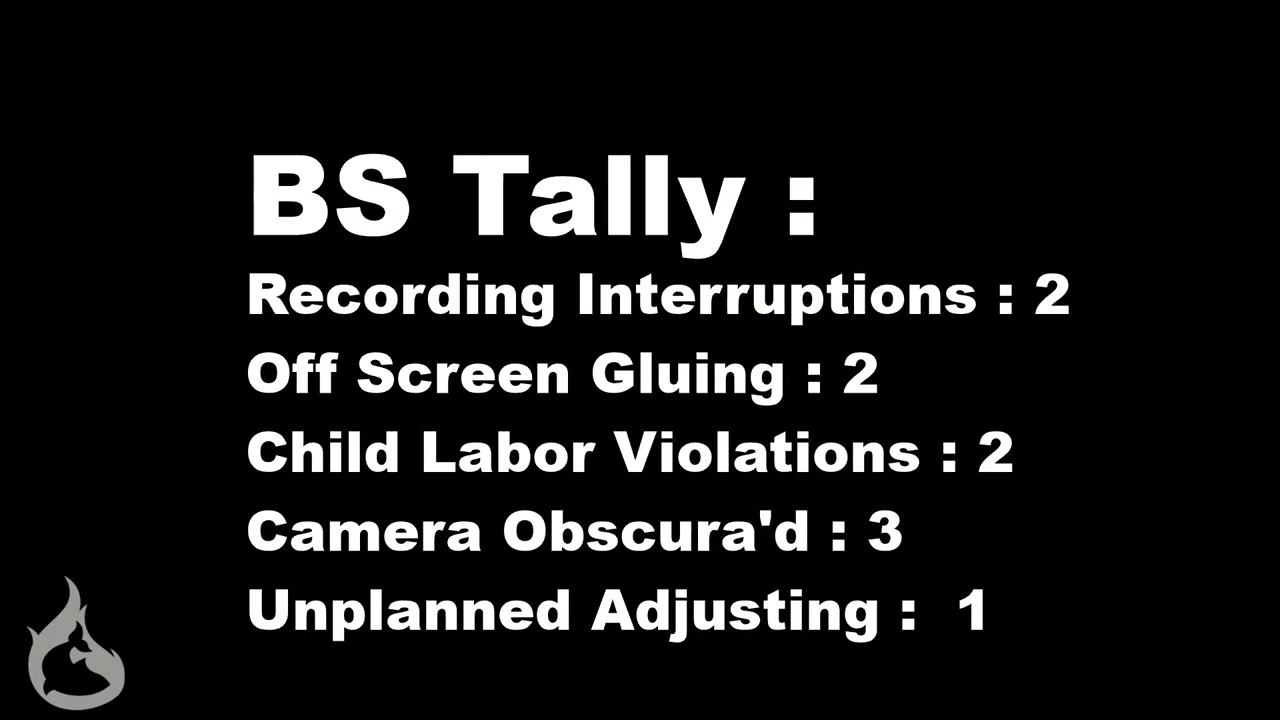 BS Tally :
Recording Interruptions : 2
Off Screen Gluing : 2
Child Labor Violations : 2
Camera Obscura'd : 3
Unplanned Adjusting :  1